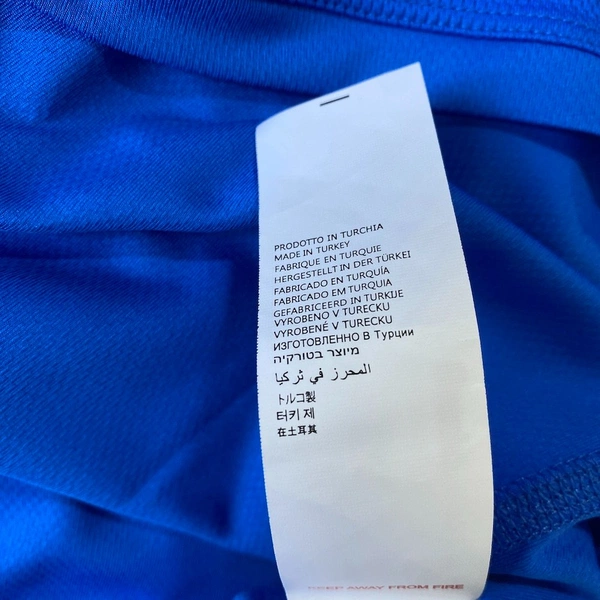 PRODOTTO IN TURCHIA
MADE IN TURKEY
FABRIQUE EN TURQUIE
HERGESTELLT IN DER TÜRKEI
FABRICADO EN TURQUÍA
FABRICADO EM TURQUIA
GEFABRICEERD IN TURKIJE
VYROBENO V TURECKU
VYROBENÉ V TURECKU
ИЗГОТОВЛЕННО В Турции
מיוצר בטורקיה
المحرز في تركيا
トルコ製
터키 제
在土耳其
KEEP AWAY FROM FIRE